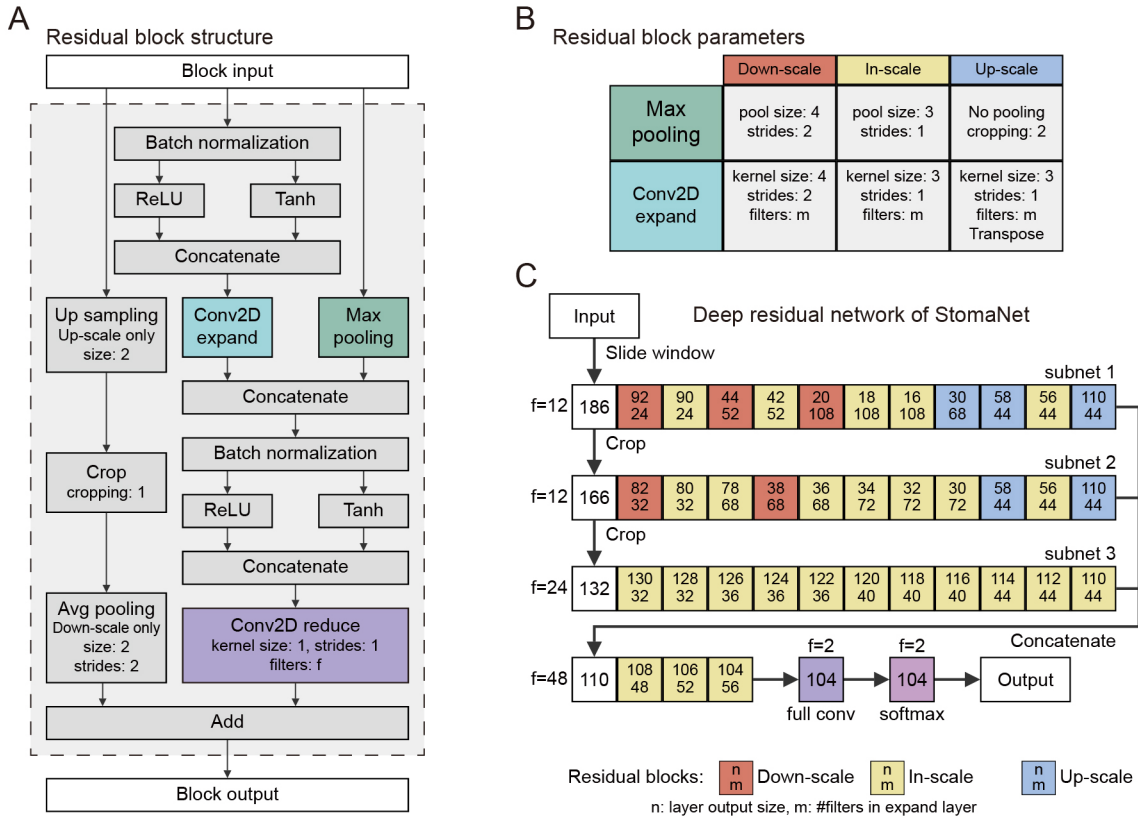 A
Residual block structure
Block input
Batch normalization
ReLU
Tanh
Concatenate
Up sampling
Up-scale only
size: 2
Conv2D
expand
Max
pooling
Concatenate
Batch normalization
Crop
cropping: 1
ReLU
Tanh
Concatenate
Avg pooling
Down-scale only
size: 2
strides: 2
Conv2D reduce
kernel size: 1, strides: 1
filters: f
Add
Block output
B
Residual block parameters
Down-scale
In-scale
Up-scale
Max
pooling
pool size: 4
strides: 2
pool size: 3
strides: 1
No pooling
cropping: 2
Conv2D
expand
kernel size: 4
strides: 2
filters: m
kernel size: 3
strides: 1
filters: m
kernel size: 3
strides: 1
filters: m
Transpose
C
Input
Deep residual network of StomaNet
Slide window
subnet 1
f=12 186
92 90 44 42 20 18 16 30 58 56 110
24 24 52 52 108 108 108 68 44 44 44
Crop
subnet 2
f=12 166
82 80 78 38 36 34 32 30 58 56 110
32 32 68 68 68 72 72 72 44 44 44
Crop
subnet 3
f=24 132
130 128 126 124 122 120 118 116 114 112 110
32 32 36 36 36 40 40 40 44 44 44
Concatenate
f=48 110
108 106 104
48 52 56
f=2
104
full conv
f=2
104
softmax
Output
Residual blocks:
n
m
Down-scale
n
m
In-scale
n
m
Up-scale
n: layer output size, m: #filters in expand layer